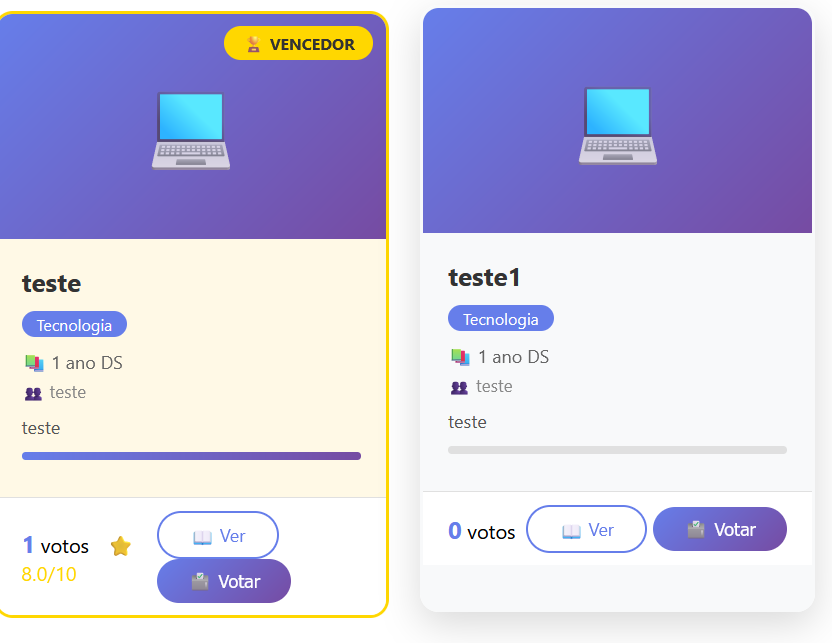 🏆 VENCEDOR
teste
Tecnologia
📚 1 ano DS
👥 teste
teste
1 votos ⭐
8.0/10
📖 Ver
🗳️ Votar
teste1
Tecnologia
📚 1 ano DS
👥 teste
teste
0 votos
📖 Ver
🗳️ Votar